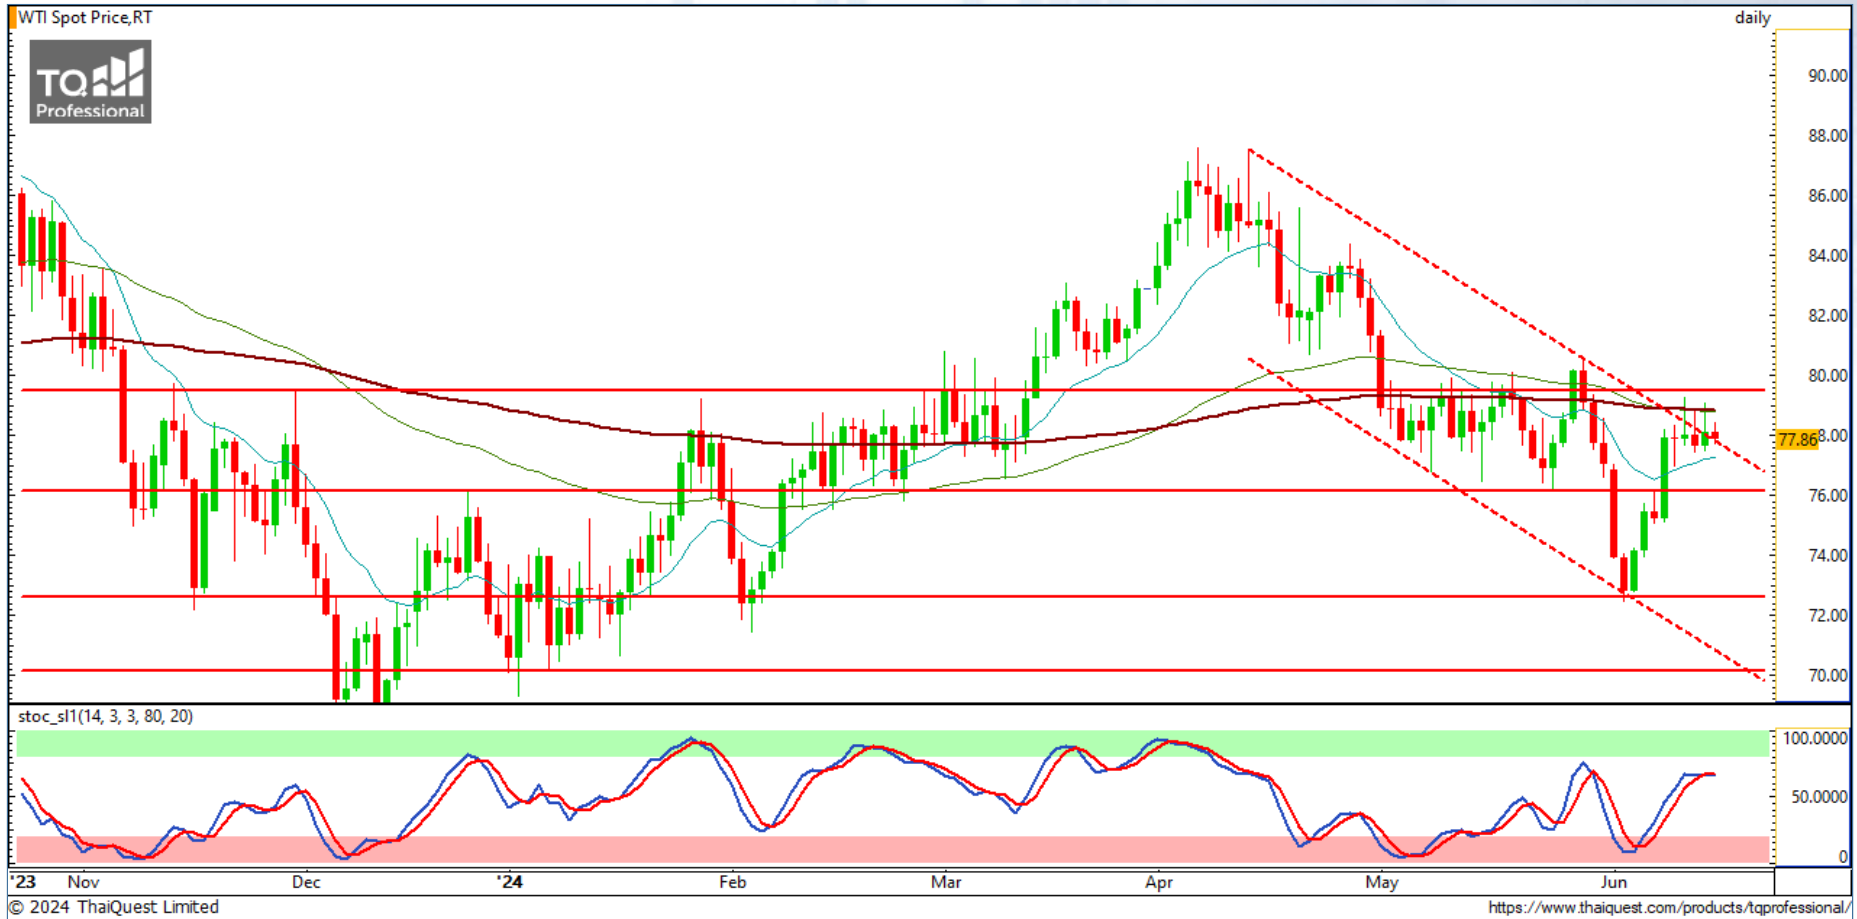 WTI Spot Price,RT
daily
TQ
Professional
90.00
88.00
86.00
84.00
82.00
80.00
78.00
77.86
76.00
74.00
72.00
70.00
stoc_sl1(14, 3, 3, 80, 20)
100.0000
50.0000
0
'23 Nov Dec '24 Feb Mar Apr May Jun
© 2024 ThaiQuest Limited
https://www.thaiquest.com/products/tqprofessional/